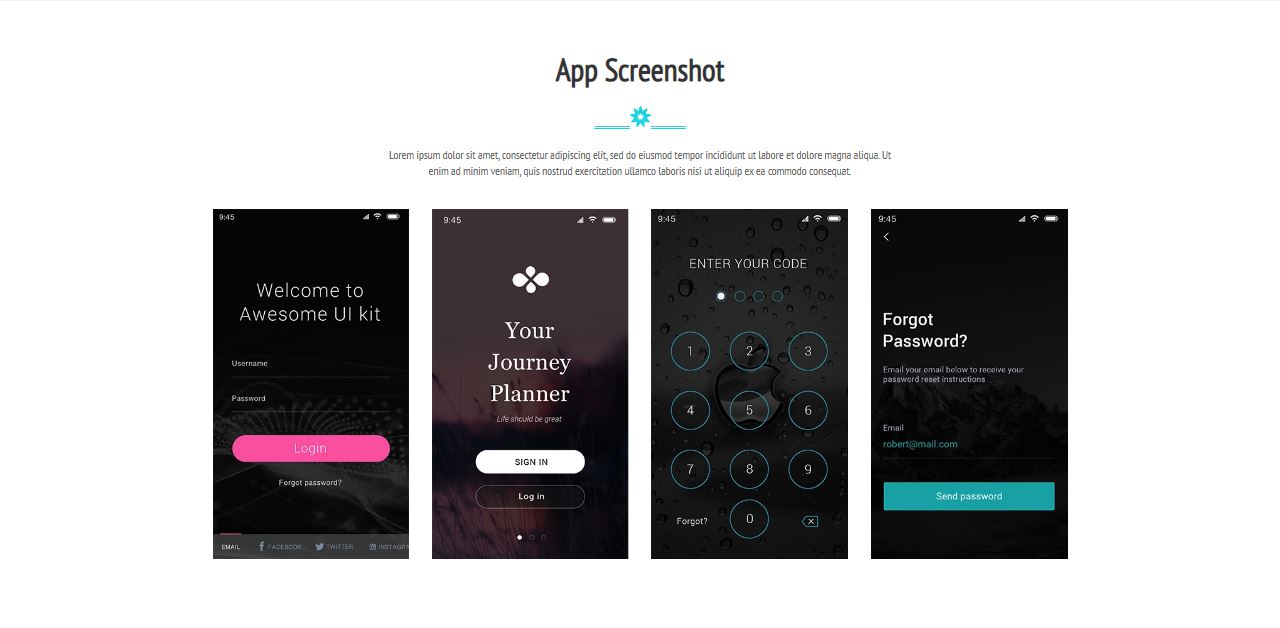 App Screenshot
Lorem ipsum dolor sit amet, consectetur adipiscing elit, sed do eiusmod tempor incididunt ut labore et dolore magna aliqua. Ut
enim ad minim veniam, quis nostrud exercitation ullamco laboris nisi ut aliquip ex ea commodo consequat.
9:45
Welcome to
Awesome UI kit
Username
Password
Login
Forgot password?
EMAIL FACEBOOK TWITTER INSTAGRA
9:45
Your
Journey
Planner
Life should be great
SIGN IN
Log in
9:45
ENTER YOUR CODE
1 2 3
4 5 6
7 8 9
Forgot? 0
9:45
Forgot
Password?
Email your email below to receive your
password reset instructions
Email
robert@mail.com
Send password